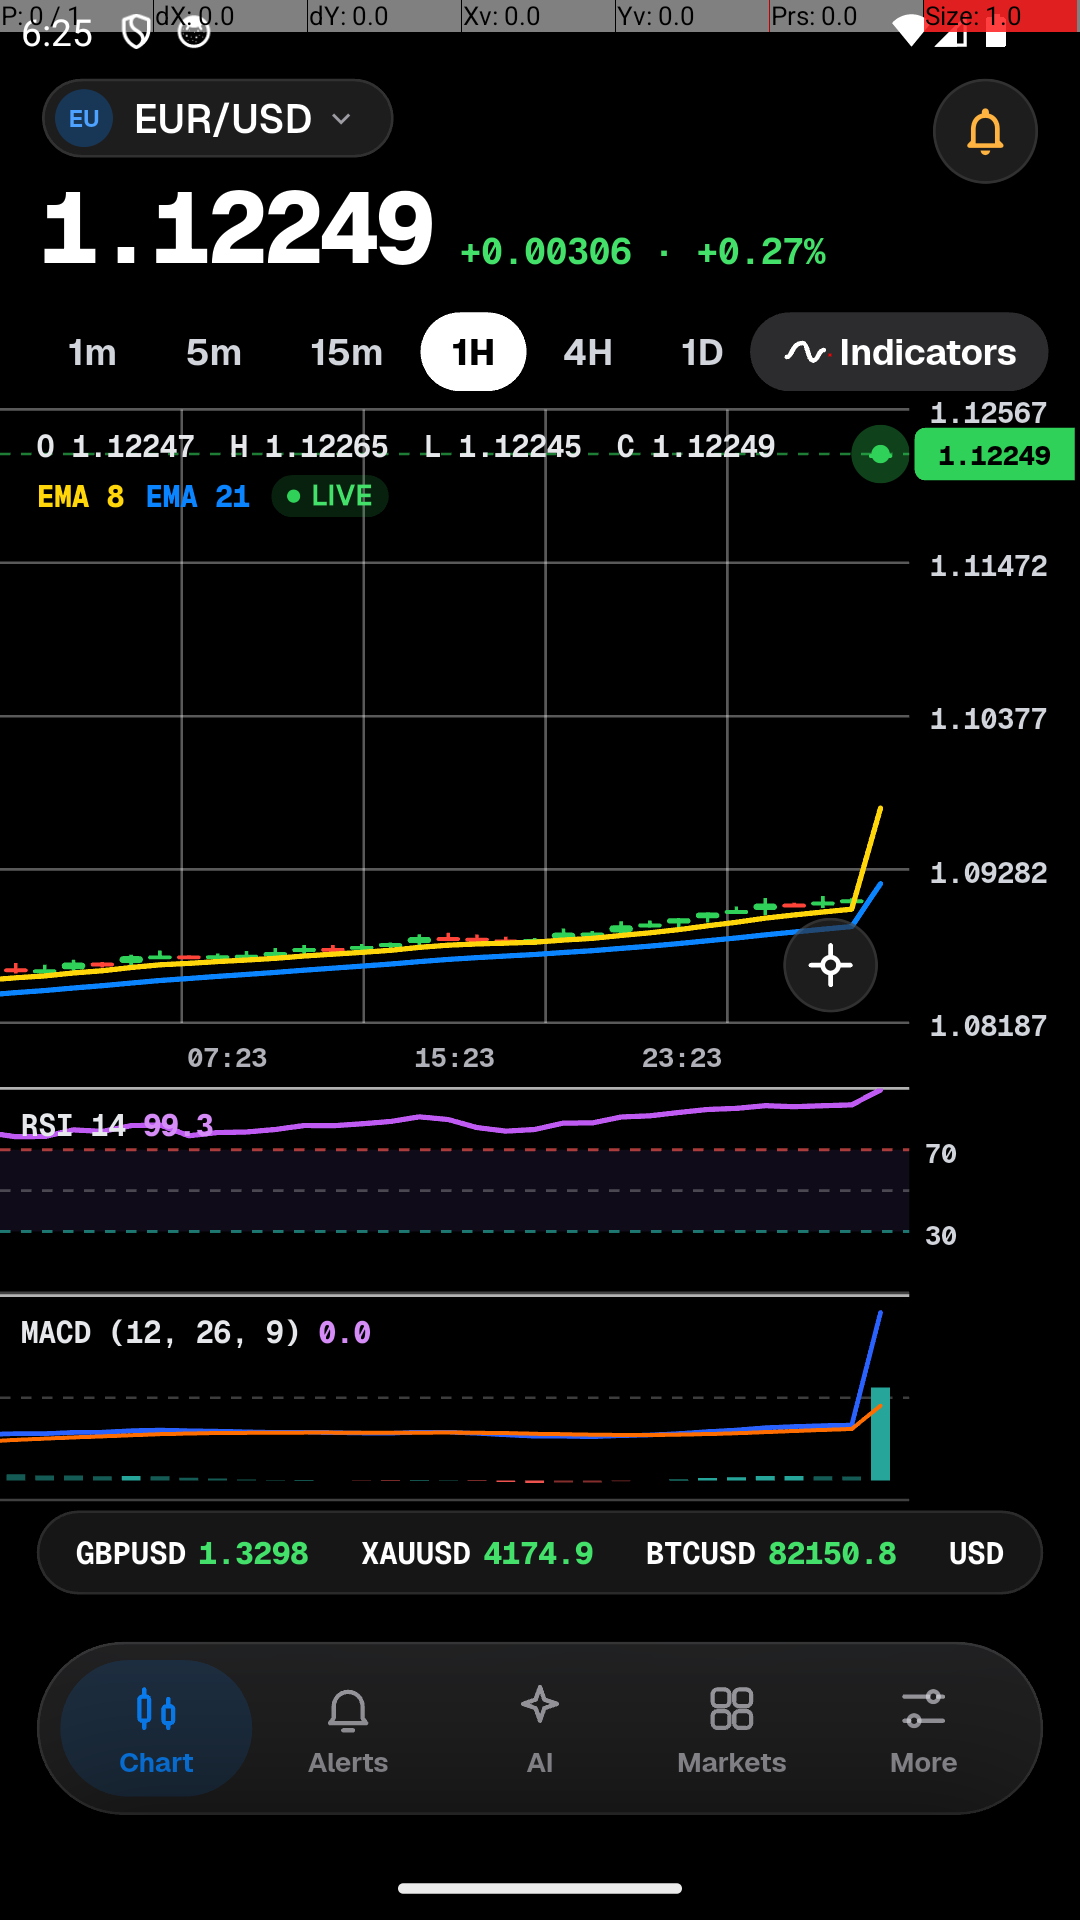 P: 0 / 1 dX: 0.0 dY: 0.0 Xv: 0.0 Yv: 0.0 Prs: 0.0 Size: 1.0
6:25
EU EUR/USD
1.12249 +0.00306 · +0.27%
1m 5m 15m 1H 4H 1D Indicators
1.12567
O 1.12247 H 1.12265 L 1.12245 C 1.12249
1.12249
EMA 8 EMA 21 LIVE
1.11472
1.10377
1.09282
1.08187
07:23 15:23 23:23
RSI 14 99.3
70
30
MACD (12, 26, 9) 0.0
GBPUSD 1.3298 XAUUSD 4174.9 BTCUSD 82150.8 USD
Chart Alerts AI Markets More